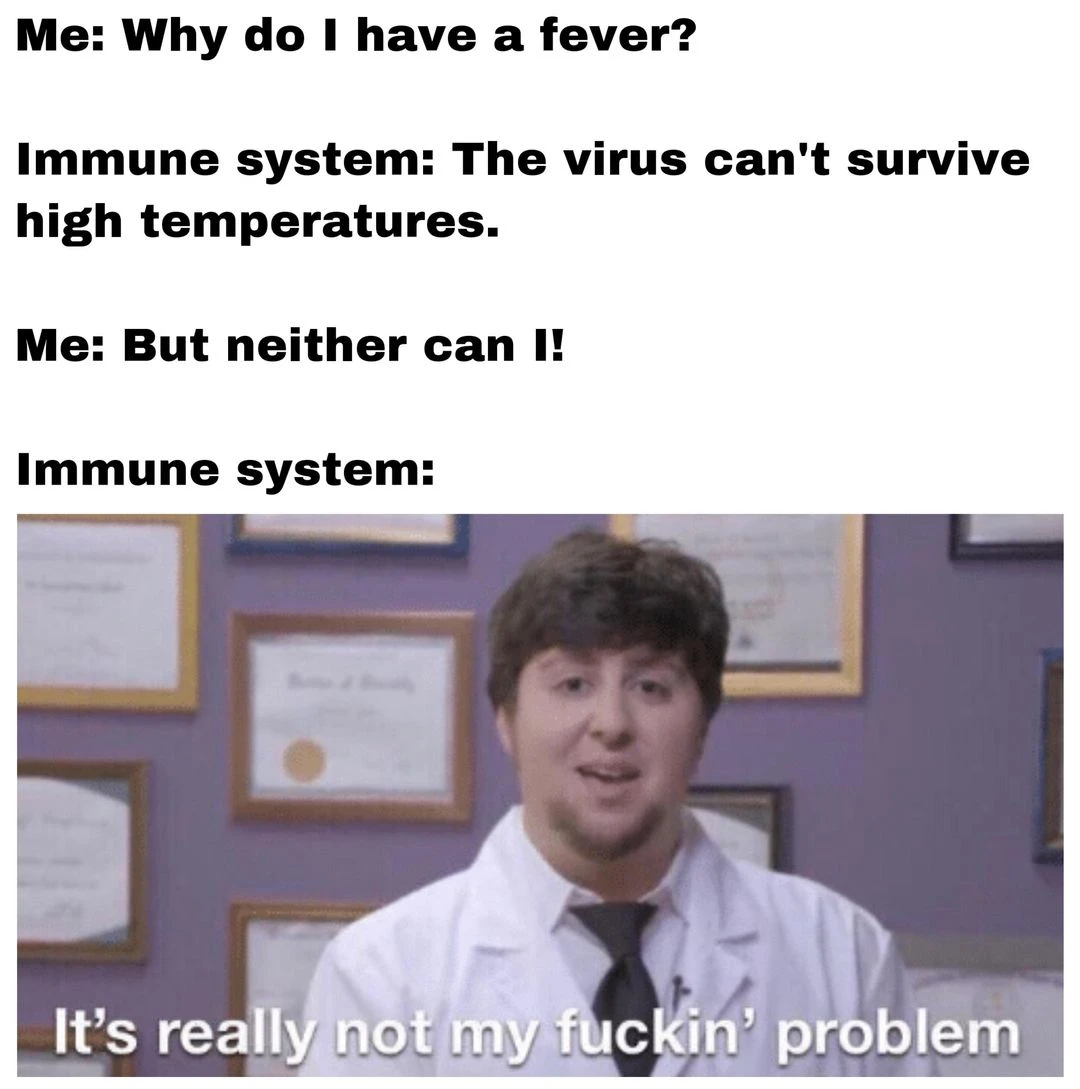 Me: Why do I have a fever?
Immune system: The virus can't survive
high temperatures.
Me: But neither can I!
Immune system:
It’s really not my fuckin’ problem